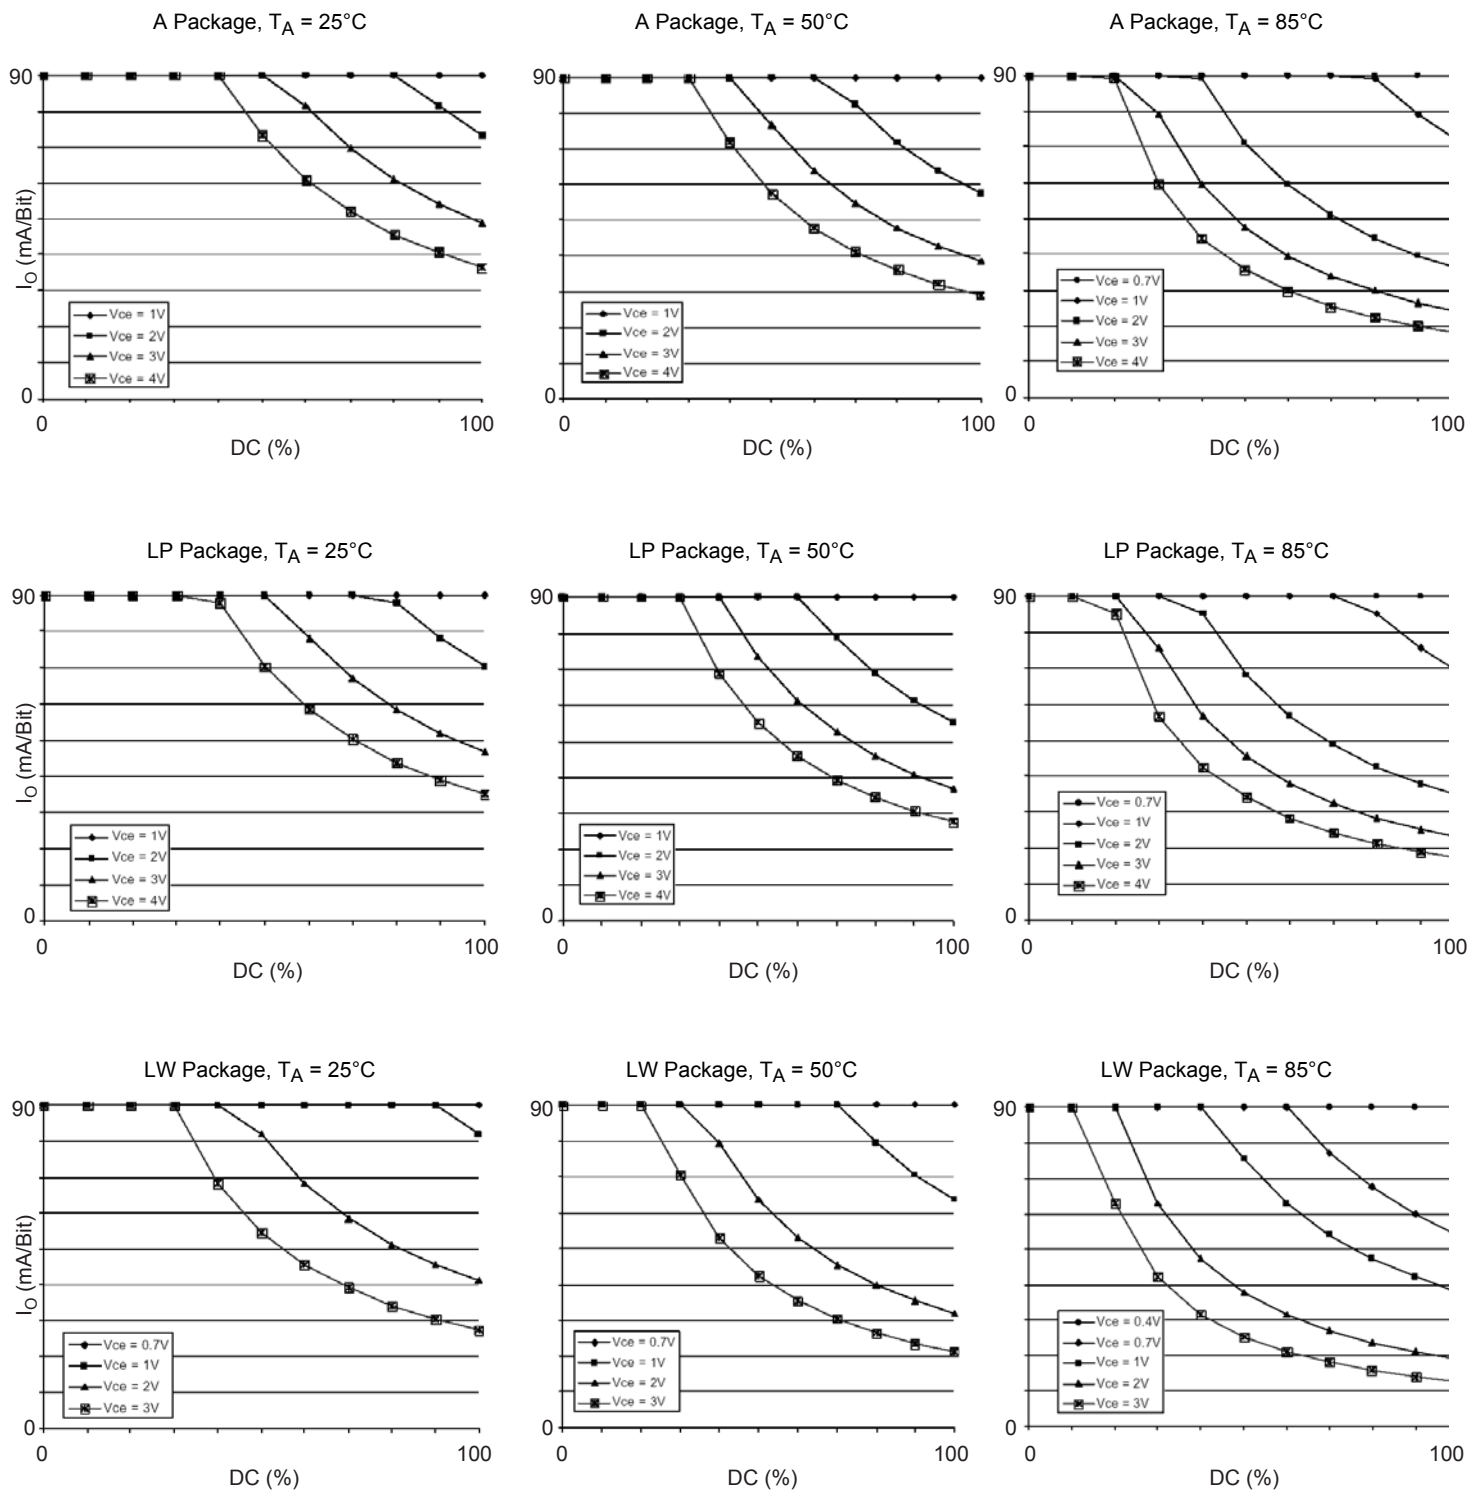 A Package, TA = 25°C
90
IO (mA/Bit)
Vce = 1V
Vce = 2V
Vce = 3V
Vce = 4V
0
0
100
DC (%)
A Package, TA = 50°C
90
Vce = 1V
Vce = 2V
Vce = 3V
Vce = 4V
0
0
100
DC (%)
A Package, TA = 85°C
90
Vce = 0.7V
Vce = 1V
Vce = 2V
Vce = 3V
Vce = 4V
0
0
100
DC (%)
LP Package, TA = 25°C
90
IO (mA/Bit)
Vce = 1V
Vce = 2V
Vce = 3V
Vce = 4V
0
0
100
DC (%)
LP Package, TA = 50°C
90
Vce = 1V
Vce = 2V
Vce = 3V
Vce = 4V
0
0
100
DC (%)
LP Package, TA = 85°C
90
Vce = 0.7V
Vce = 1V
Vce = 2V
Vce = 3V
Vce = 4V
0
0
100
DC (%)
LW Package, TA = 25°C
90
IO (mA/Bit)
Vce = 0.7V
Vce = 1V
Vce = 2V
Vce = 3V
0
0
100
DC (%)
LW Package, TA = 50°C
90
Vce = 0.7V
Vce = 1V
Vce = 2V
Vce = 3V
0
0
100
DC (%)
LW Package, TA = 85°C
90
Vce = 0.4V
Vce = 0.7V
Vce = 1V
Vce = 2V
Vce = 3V
0
0
100
DC (%)